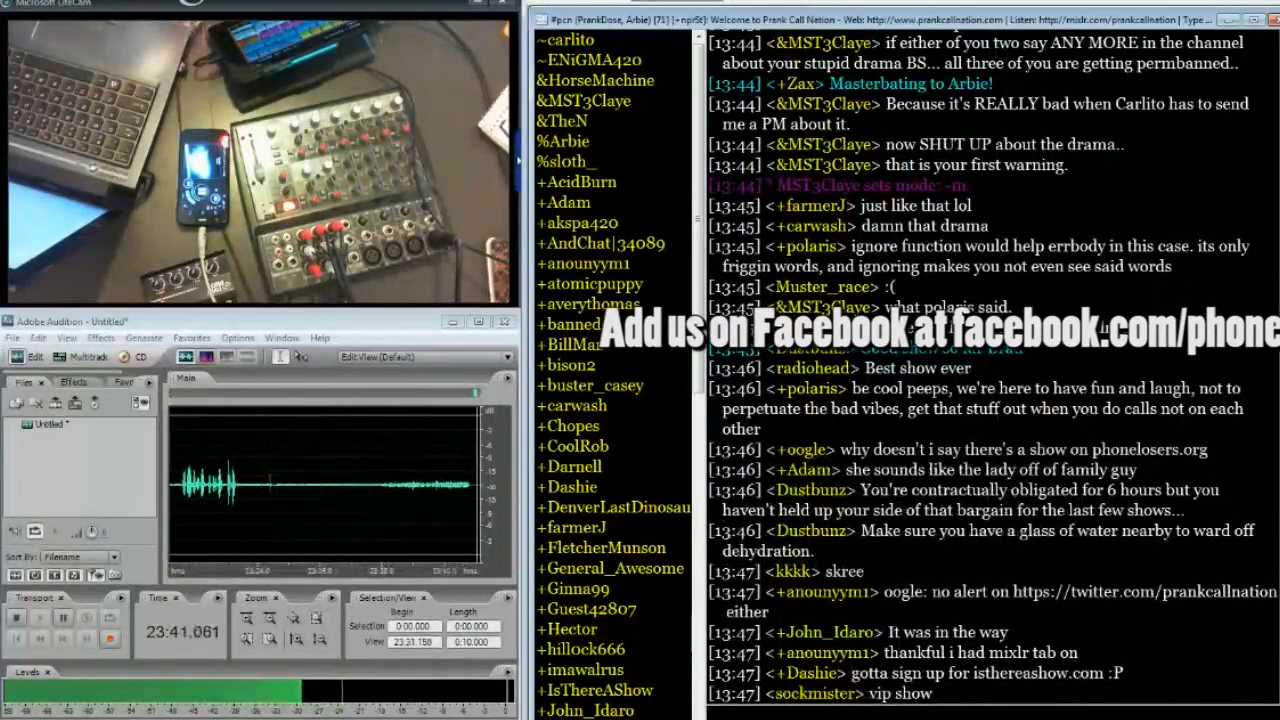 Microsoft LifeCam
#pcn (PrankDose, Arbie) [71] [+nprSt]: Welcome to Prank Call Nation - Web: http://www.prankcallnation.com | Listen: http://mixlr.com/prankcallnation | Type ...
~carlito
~ENiGMA420
&HorseMachine
&MST3Claye
&TheN
%Arbie
%sloth_
+AcidBurn
+Adam
+akspa420
+AndChat|34089
+anounyym1
+atomicpuppy
+averythomas
+banned
+BillMar
+bison2
+buster_casey
+carwash
+Chopes
+CoolRob
+Darnell
+Dashie
+DenverLastDinosau
+farmerJ
+FletcherMunson
+General_Awesome
+Ginna99
+Guest42807
+Hector
+hillock666
+imawalrus
+IsThereAShow
+John_Idaro
[13:44] <&MST3Claye> if either of you two say ANY MORE in the channel
about your stupid drama BS... all three of you are getting permbanned..
[13:44] <+Zax> Masterbating to Arbie!
[13:44] <&MST3Claye> Because it's REALLY bad when Carlito has to send
me a PM about it.
[13:44] <&MST3Claye> now SHUT UP about the drama..
[13:44] <&MST3Claye> that is your first warning.
[13:44] * MST3Claye sets mode: -m
[13:45] <+farmerJ> just like that lol
[13:45] <+carwash> damn that drama
[13:45] <+polaris> ignore function would help errbody in this case. its only
friggin words, and ignoring makes you not even see said words
[13:45] <Muster_race> :(
[13:45] <&MST3Claye> what polaris said.
Add us on Facebook at facebook.com/phone
[13:45] <radiohead> Best show ever
[13:46] <+polaris> be cool peeps, we're here to have fun and laugh, not to
perpetuate the bad vibes, get that stuff out when you do calls not on each
other
[13:46] <+oogle> why doesn't i say there's a show on phonelosers.org
[13:46] <+Adam> she sounds like the lady off of family guy
[13:46] <Dustbunz> You're contractually obligated for 6 hours but you
haven't held up your side of that bargain for the last few shows...
[13:46] <Dustbunz> Make sure you have a glass of water nearby to ward off
dehydration.
[13:47] <kkkk> skree
[13:47] <+anounyym1> oogle: no alert on https://twitter.com/prankcallnation
either
[13:47] <+John_Idaro> It was in the way
[13:47] <+anounyym1> thankful i had mixlr tab on
[13:47] <+Dashie> gotta sign up for isthereashow.com :P
[13:47] <sockmister> vip show
Adobe Audition - Untitled*
File Edit View Effects Generate Favorites Options Window Help
Edit Multitrack CD Edit View (Default)
Files Effects Favo Main
Untitled *
Sort By: Filename
Transport Time Zoom Selection/View
Begin Length
Selection 0:00.000 0:00.000
View 23:31.158 0:10.000
23:41.061
Levels